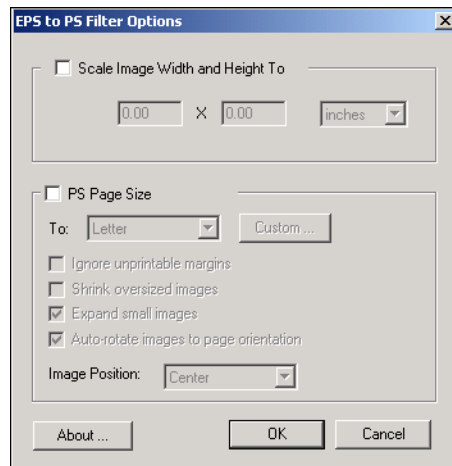 EPS to PS Filter Options
Scale Image Width and Height To
0.00 X 0.00 inches
PS Page Size
To: Letter Custom ...
Ignore unprintable margins
Shrink oversized images
Expand small images
Auto-rotate images to page orientation
Image Position: Center
About ... OK Cancel